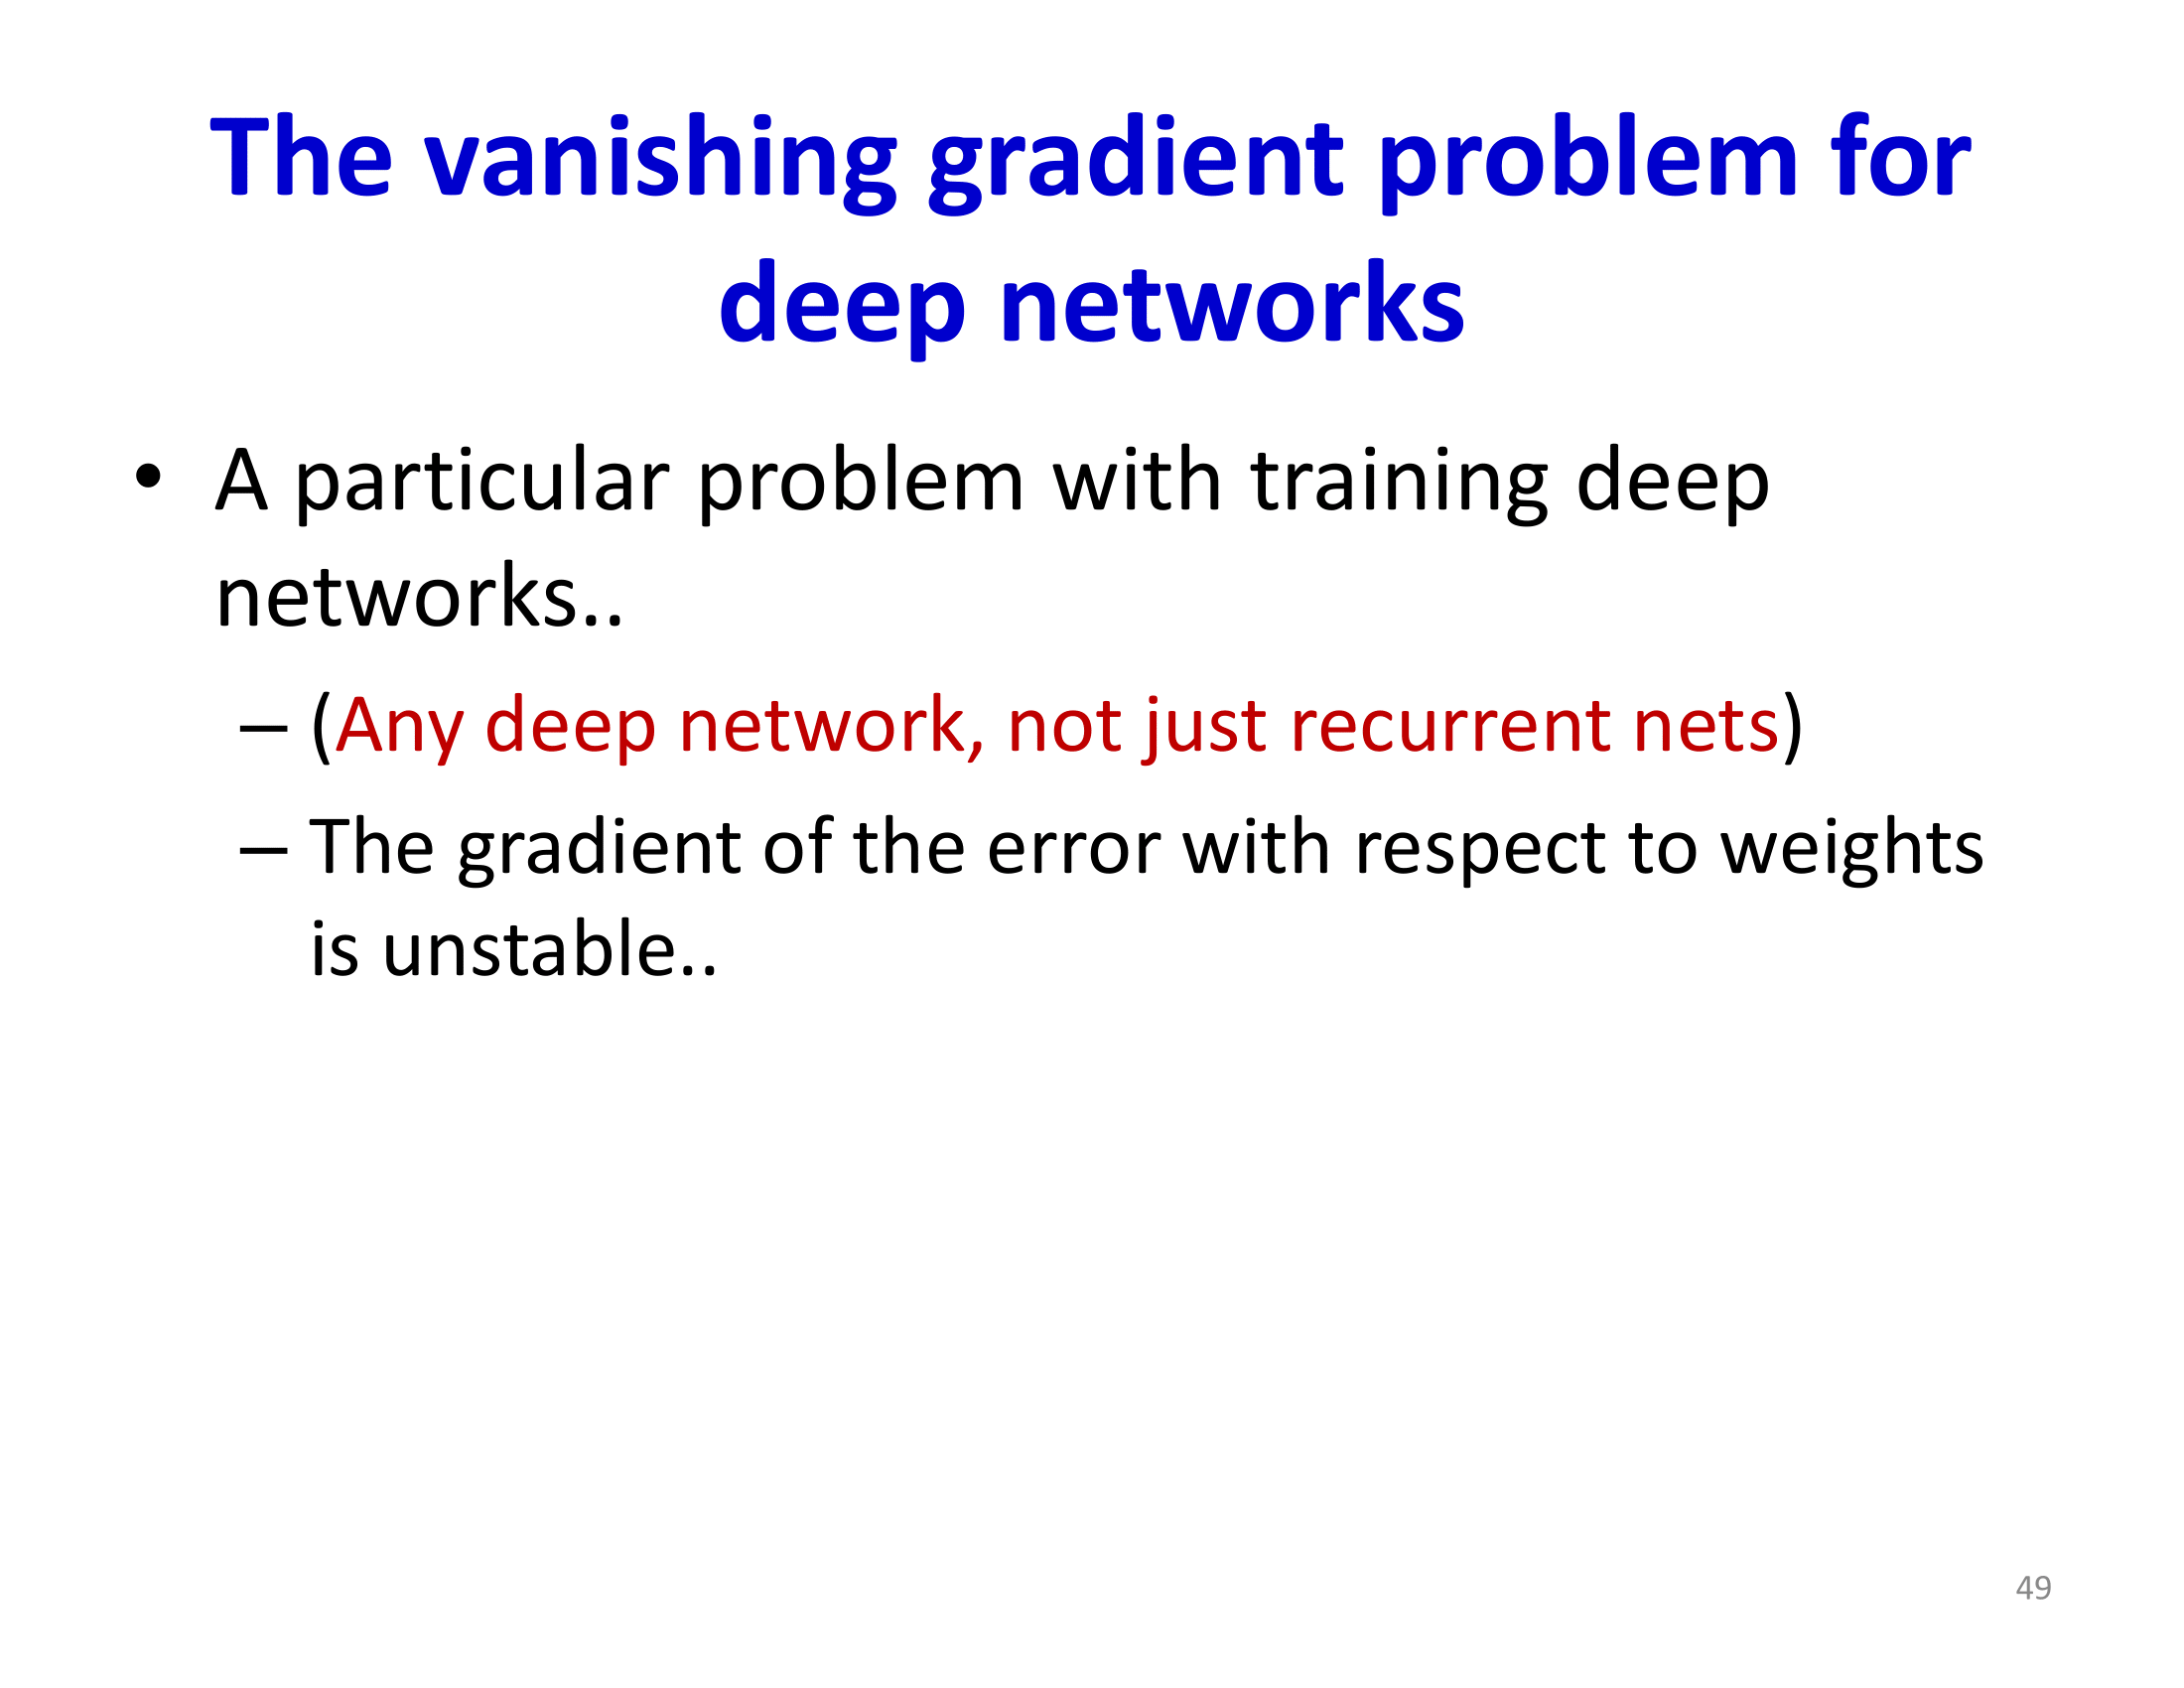 The vanishing gradient problem for
deep networks
• A particular problem with training deep
networks..
– (Any deep network, not just recurrent nets)
– The gradient of the error with respect to weights
is unstable..
49